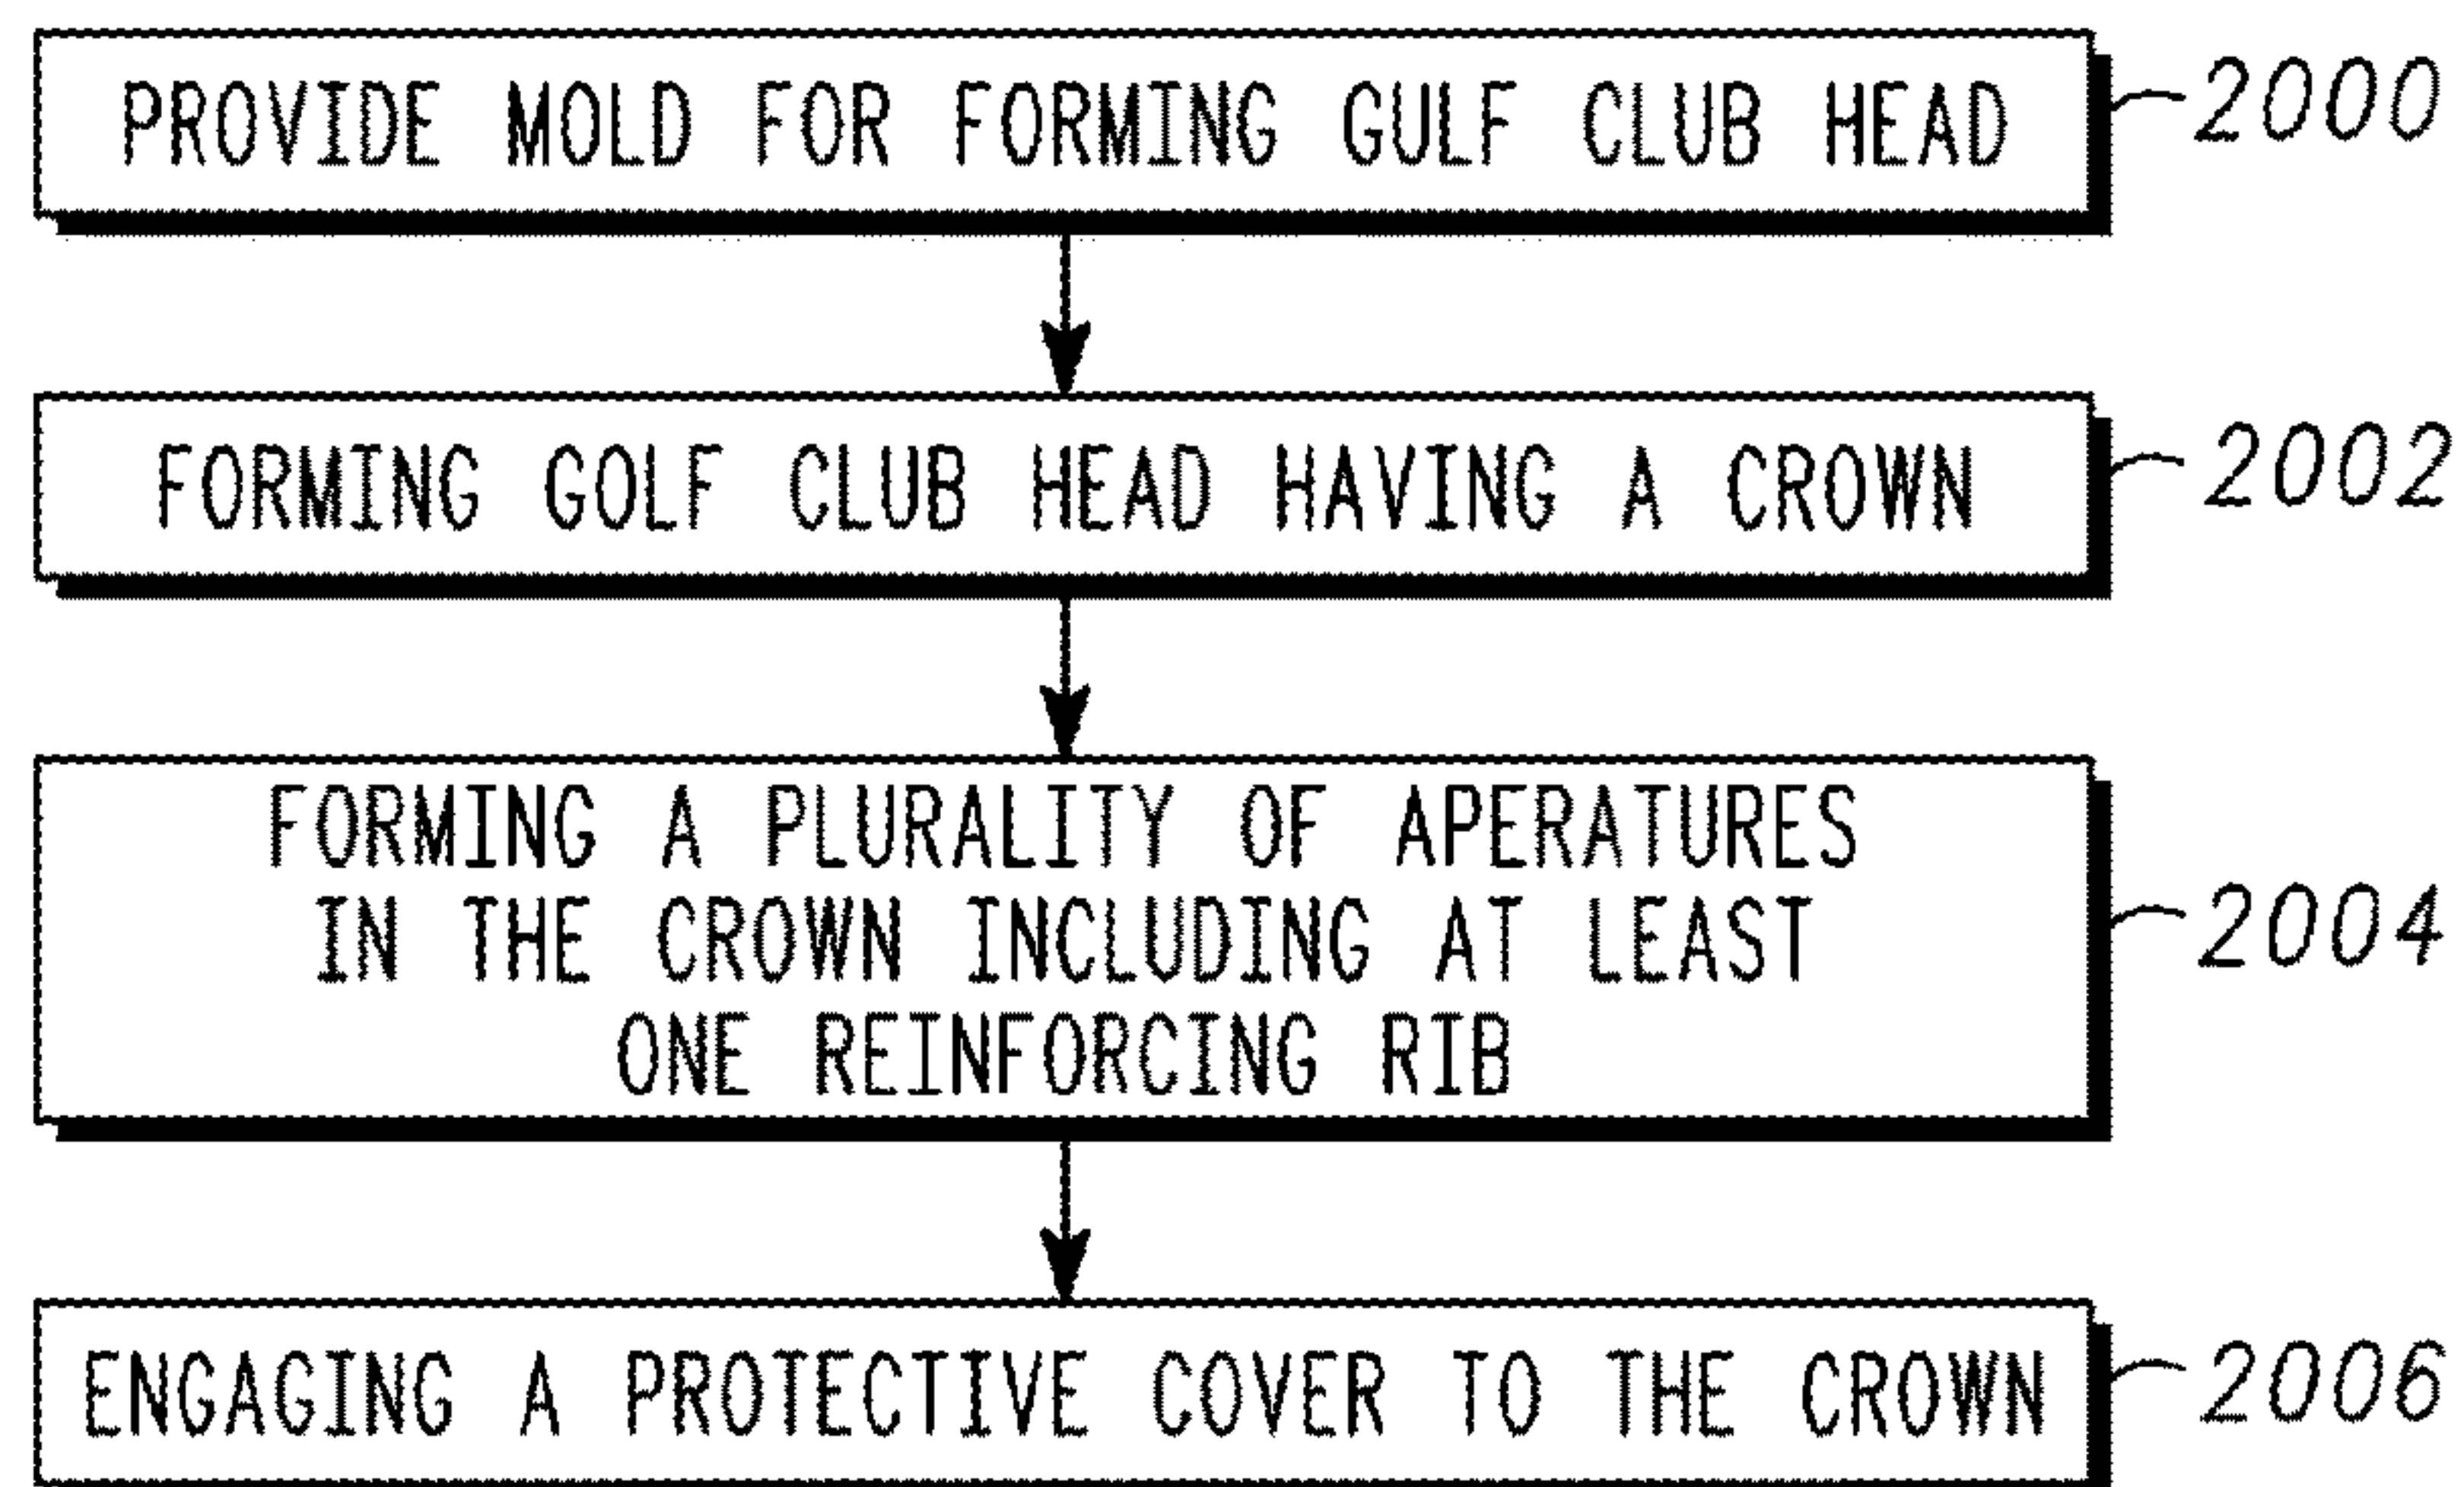 PROVIDE MOLD FOR FORMING GULF CLUB HEAD
2000
FORMING GOLF CLUB HEAD HAVING A CROWN
2002
FORMING A PLURALITY OF APERATURES
IN THE CROWN INCLUDING AT LEAST
ONE REINFORCING RIB
2004
ENGAGING A PROTECTIVE COVER TO THE CROWN
2006